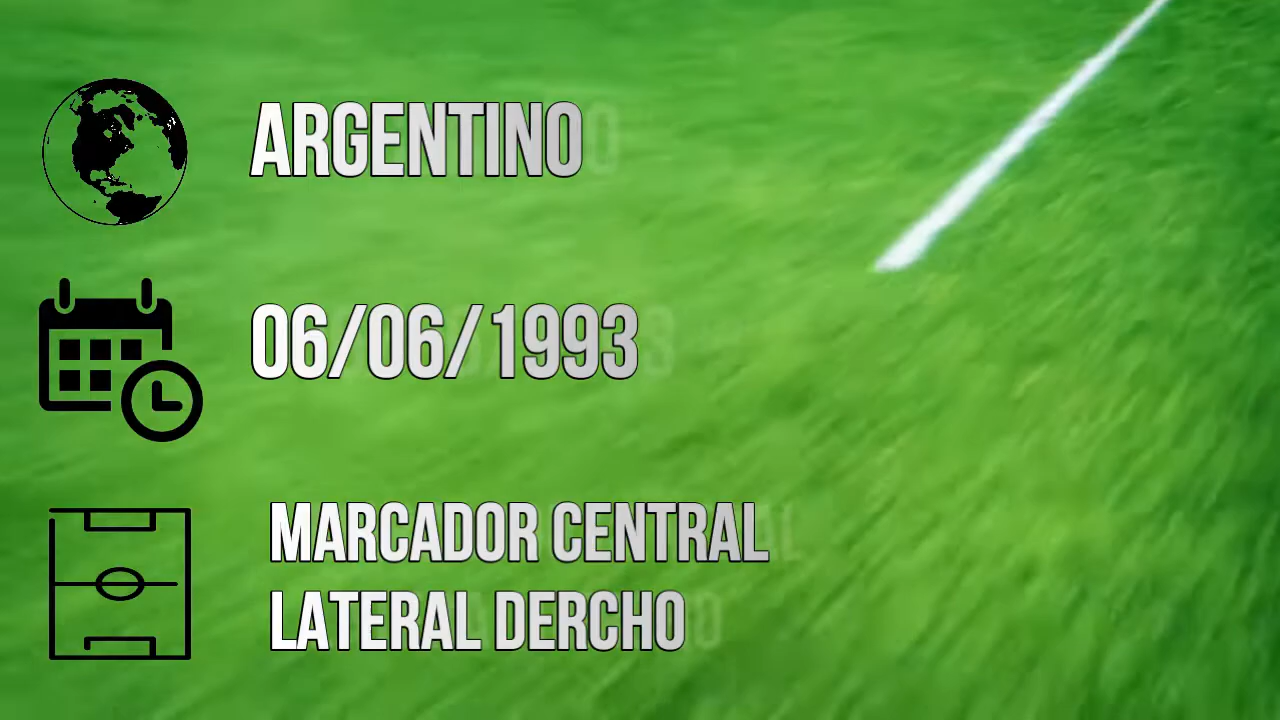 ARGENTINO
06/06/1993
MARCADOR CENTRAL
LATERAL DERCHO